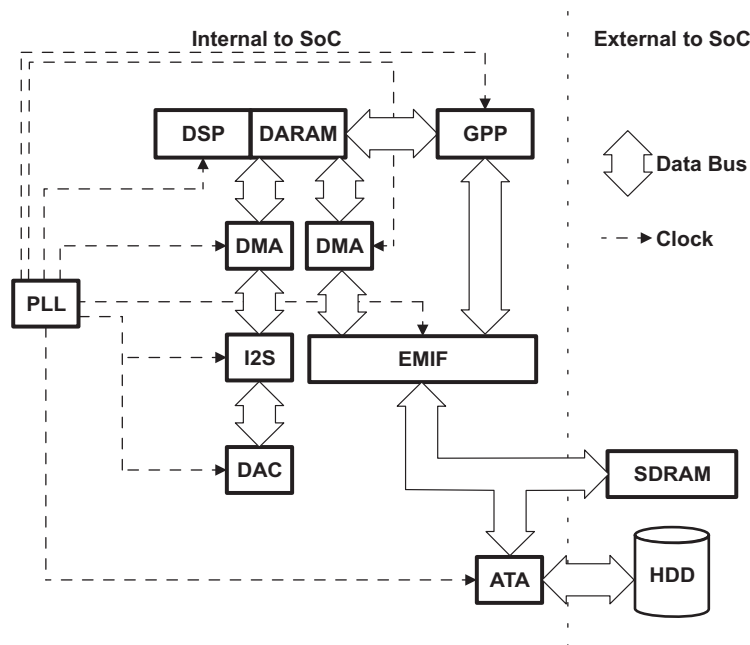 Internal to SoC
External to SoC
DSP
DARAM
GPP
Data Bus
DMA
DMA
Clock
PLL
I2S
EMIF
DAC
SDRAM
ATA
HDD